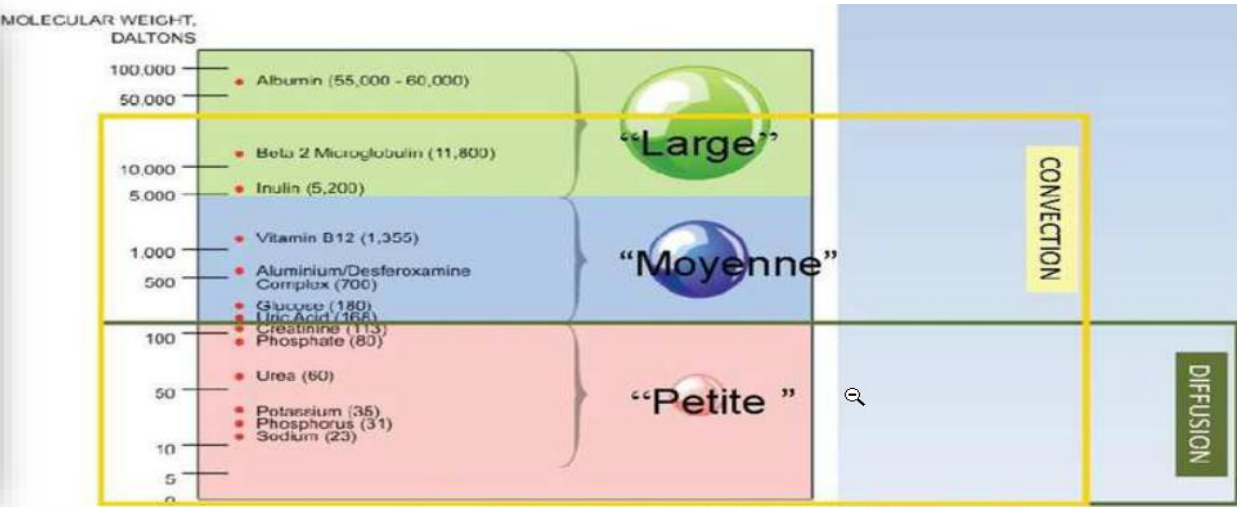 MOLECULAR WEIGHT,
DALTONS
100,000
50,000
10,000
5,000
1,000
500
100
50
10
5
0
Albumin (55,000 - 60,000)
Beta 2 Microglobulin (11,800)
Inulin (5,200)
Vitamin B12 (1,355)
Aluminium/Desferoxamine
Complex (700)
Glucose (180)
Uric Acid (168)
Creatinine (113)
Phosphate (80)
Urea (60)
Potassium (35)
Phosphorus (31)
Sodium (23)
“Large”
“Moyenne”
“Petite ”
CONVECTION
DIFFUSION